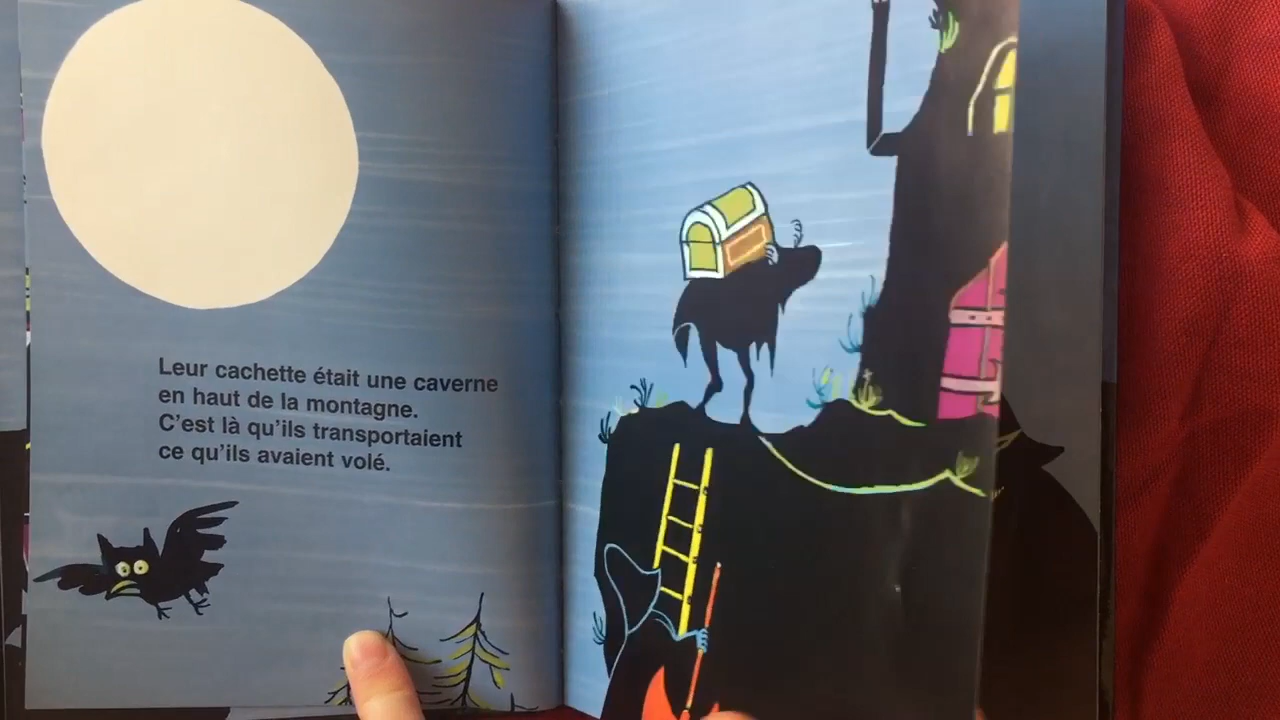 Leur cachette était une caverne
en haut de la montagne.
C'est là qu'ils transportaient
ce qu'ils avaient volé.